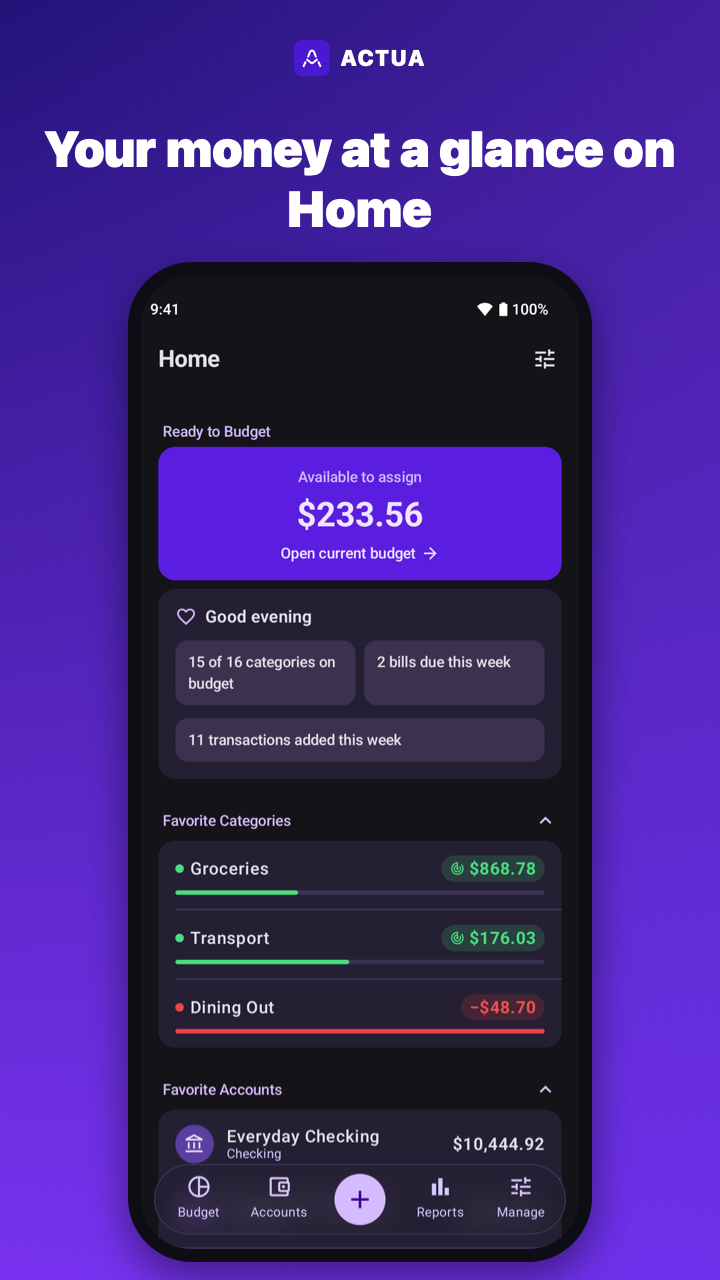 ACTUA
Your money at a glance on
Home
9:41
100%
Home
Ready to Budget
Available to assign
$233.56
Open current budget →
Good evening
15 of 16 categories on
budget
2 bills due this week
11 transactions added this week
Favorite Categories
Groceries
$868.78
Transport
$176.03
Dining Out
−$48.70
Favorite Accounts
Everyday Checking
Checking
$10,444.92
Budget
Accounts
Reports
Manage